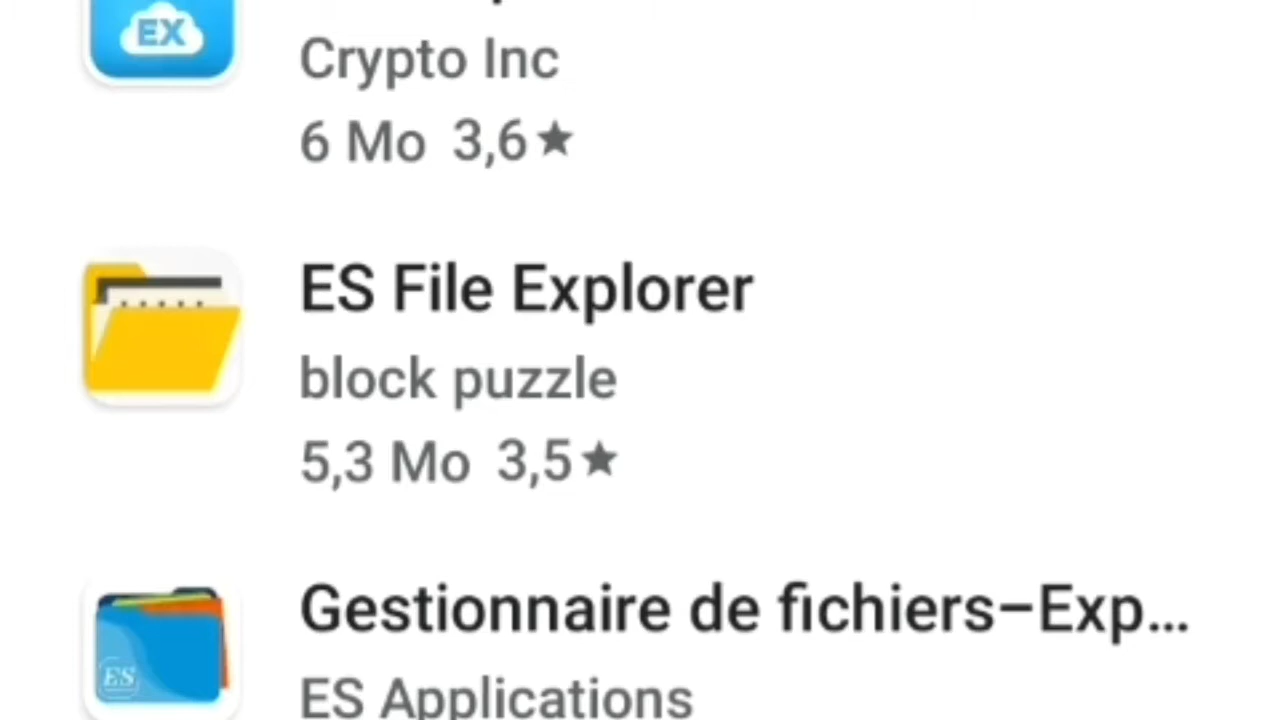 EX
Crypto Inc
6 Mo 3,6★
ES File Explorer
block puzzle
5,3 Mo 3,5★
Gestionnaire de fichiers–Exp...
ES
ES Applications